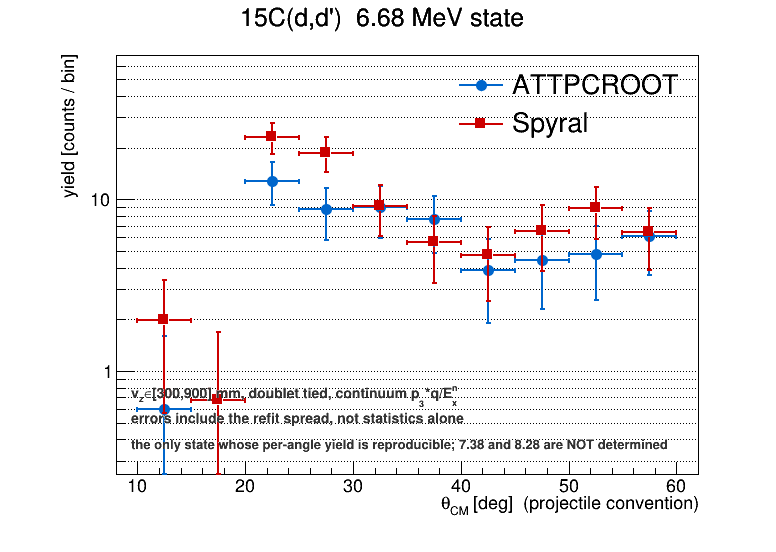 15C(d,d') 6.68 MeV state
yield [counts / bin]
ATTPCROOT
Spyral
10
1
v_z∈[300,900] mm, doublet tied, continuum p_3*q/E_x^n
errors include the refit spread, not statistics alone
the only state whose per-angle yield is reproducible; 7.38 and 8.28 are NOT determined
10 20 30 40 50 60
θ_CM [deg] (projectile convention)